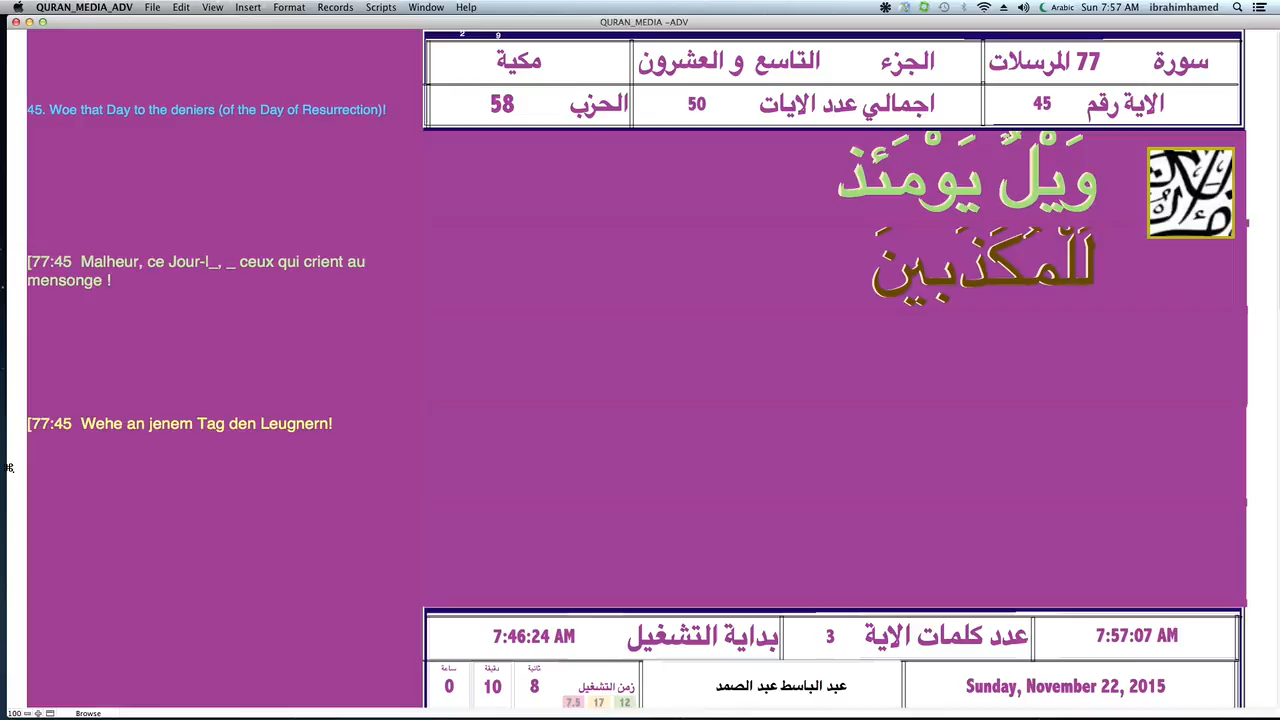 QURAN_MEDIA_ADV File Edit View Insert Format Records Scripts Window Help Arabic Sun 7:57 AM ibrahimhamed
QURAN_MEDIA -ADV
2 9
سورة 77 المرسلات الجزء التاسع و العشرون مكية
الاية رقم 45 اجمالي عدد الايات 50 الحزب 58
45. Woe that Day to the deniers (of the Day of Resurrection)!
وَيْلٌ يَوْمَئذ
لَلْمُكَذبينَ
[77:45 Malheur, ce Jour-l_, _ ceux qui crient au
mensonge !
[77:45 Wehe an jenem Tag den Leugnern!
7:57:07 AM عدد كلمات الاية 3 بداية التشغيل 7:46:24 AM
Sunday, November 22, 2015 عبد الباسط عبد الصمد زمن التشغيل ثانية 8 دقيقة 10 ساعة 0
7.5 17 12
100 Browse